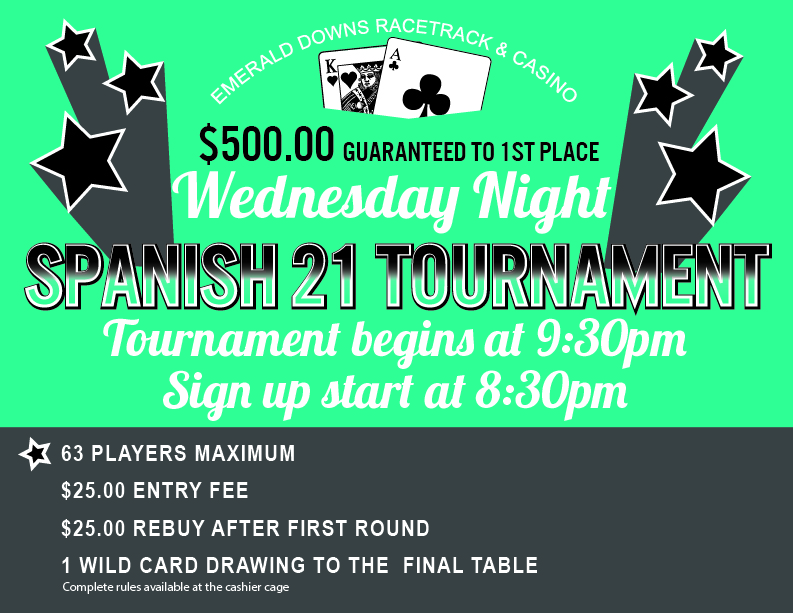 EMERALD DOWNS RACETRACK & CASINO
K A
$500.00 GUARANTEED TO 1ST PLACE
Wednesday Night
SPANISH 21 TOURNAMENT
Tournament begins at 9:30pm
Sign up start at 8:30pm
63 PLAYERS MAXIMUM
$25.00 ENTRY FEE
$25.00 REBUY AFTER FIRST ROUND
1 WILD CARD DRAWING TO THE FINAL TABLE
Complete rules available at the cashier cage